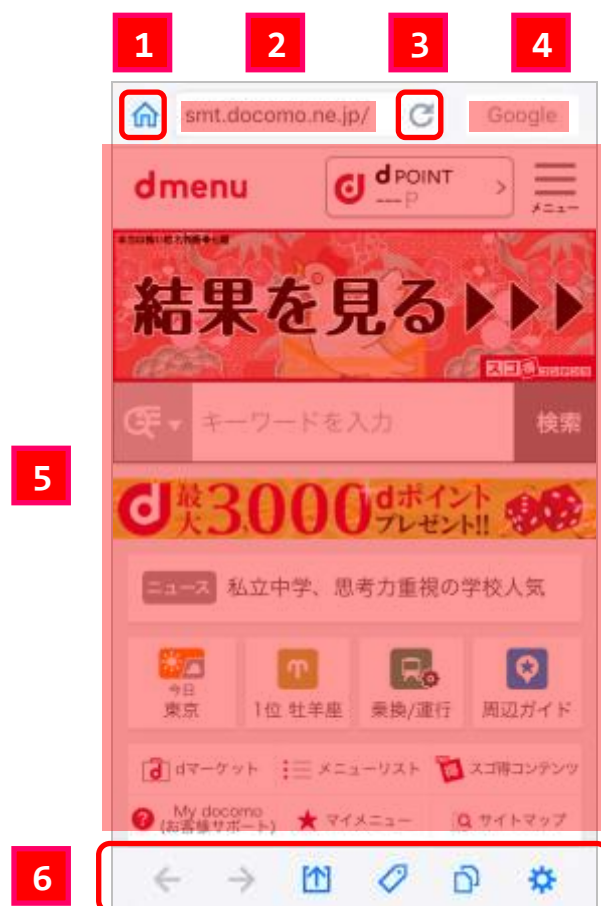 1 2 3 4
smt.docomo.ne.jp/ Google
dmenu d POINT
---P
メニュー
結果を見る▶▶▶
スゴ得
キーワードを入力 検索
5
d 最大3,000dポイントプレゼント!!
ニュース 私立中学、思考力重視の学校人気
今日
東京 1位 牡羊座 乗換/運行 周辺ガイド
dマーケット メニューリスト スゴ得コンテンツ
My docomo
(お客様サポート) マイメニュー サイトマップ
6